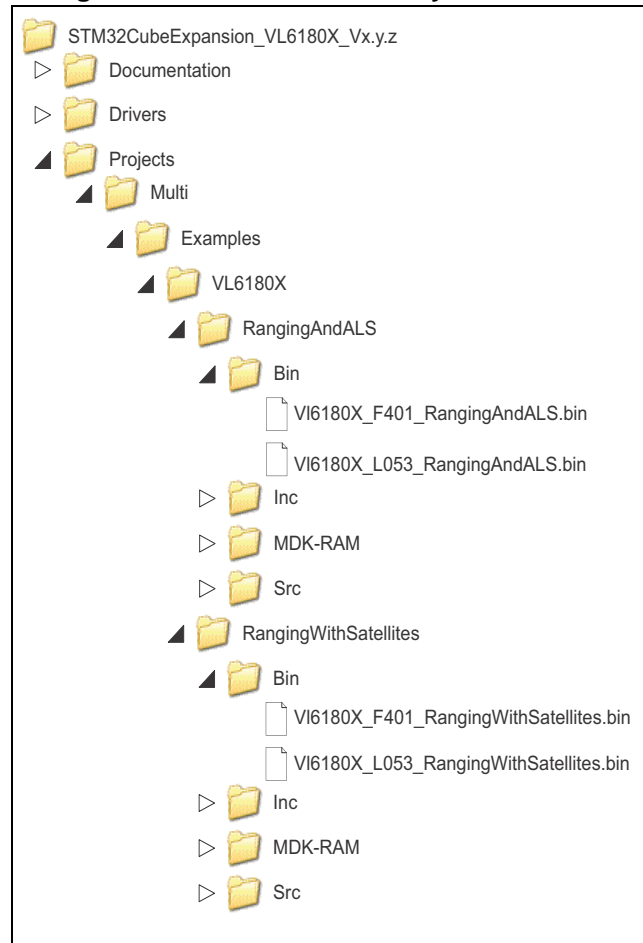 STM32CubeExpansion_VL6180X_Vx.y.z
Documentation
Drivers
Projects
Multi
Examples
VL6180X
RangingAndALS
Bin
Vl6180X_F401_RangingAndALS.bin
Vl6180X_L053_RangingAndALS.bin
Inc
MDK-RAM
Src
RangingWithSatellites
Bin
Vl6180X_F401_RangingWithSatellites.bin
Vl6180X_L053_RangingWithSatellites.bin
Inc
MDK-RAM
Src